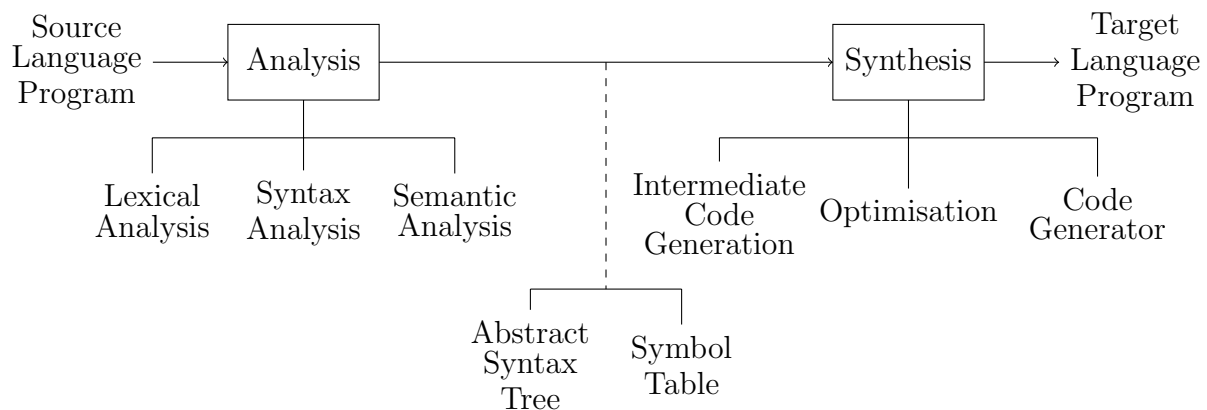 Source
Language
Program
Analysis
Synthesis
Target
Language
Program
Lexical
Analysis
Syntax
Analysis
Semantic
Analysis
Intermediate
Code
Generation
Optimisation
Code
Generator
Abstract
Syntax
Tree
Symbol
Table